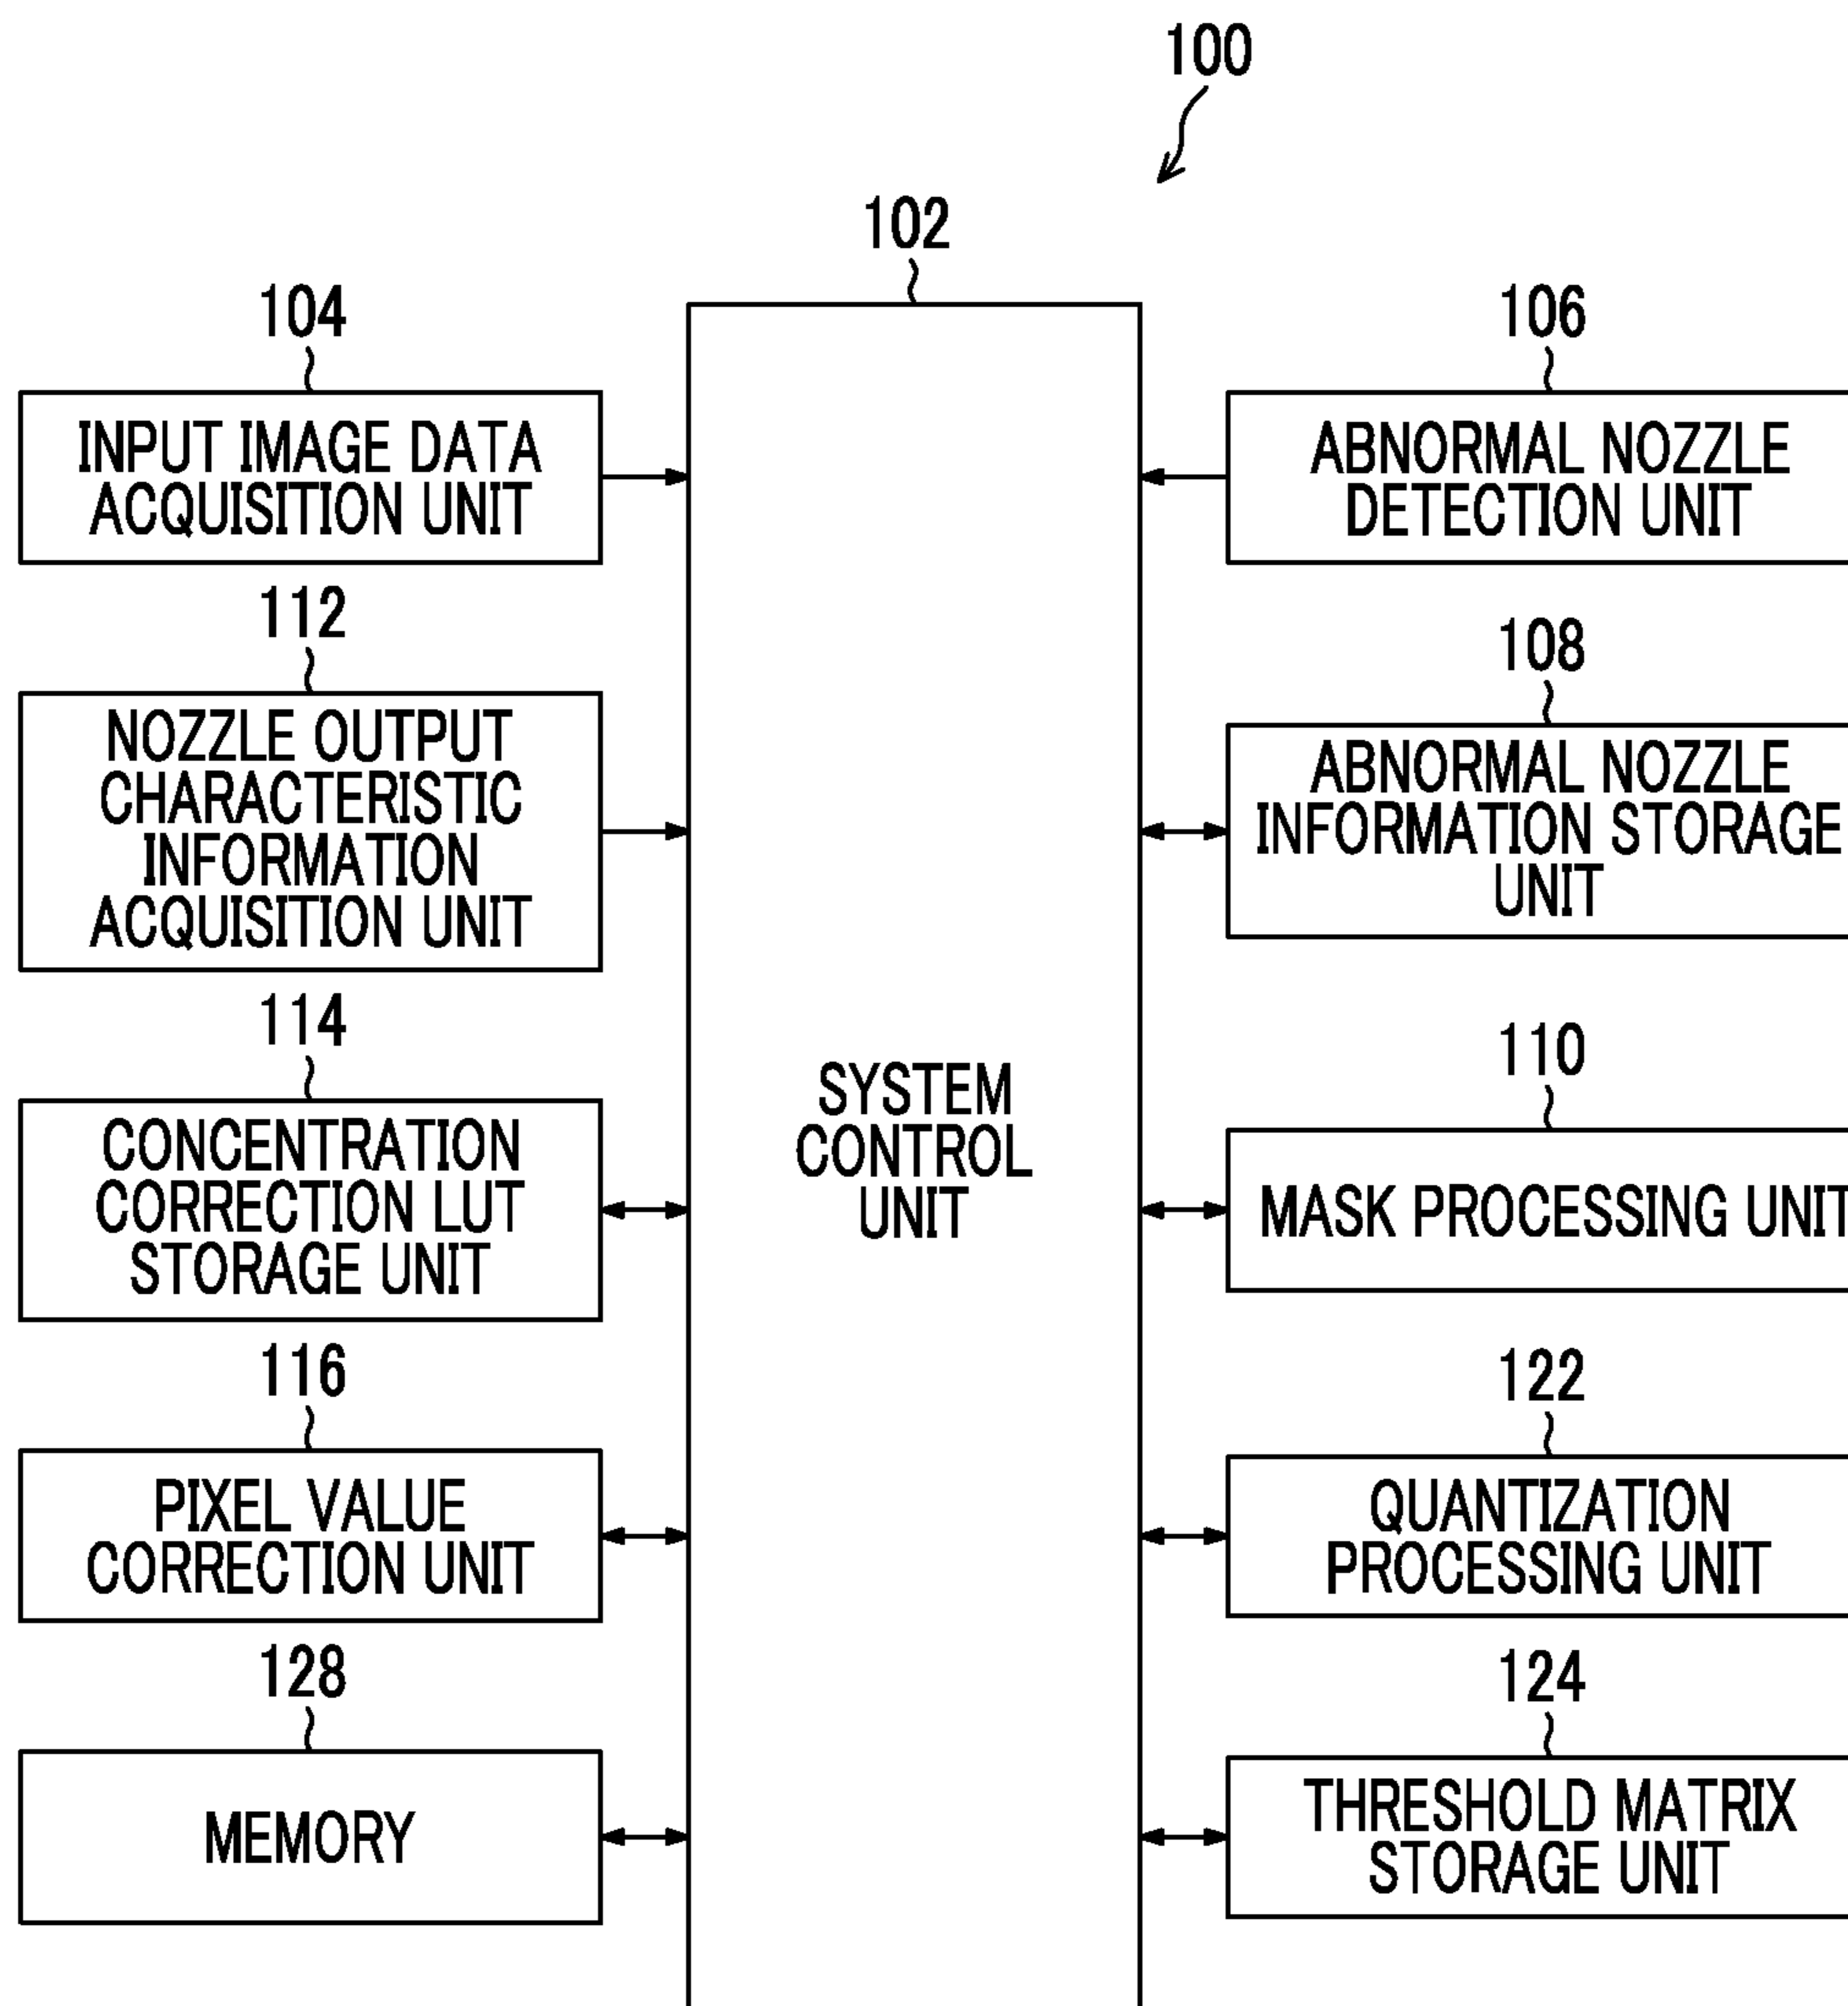 100
102
104
INPUT IMAGE DATA
ACQUISITION UNIT
112
NOZZLE OUTPUT
CHARACTERISTIC
INFORMATION
ACQUISITION UNIT
114
CONCENTRATION
CORRECTION LUT
STORAGE UNIT
116
PIXEL VALUE
CORRECTION UNIT
128
MEMORY
SYSTEM
CONTROL
UNIT
106
ABNORMAL NOZZLE
DETECTION UNIT
108
ABNORMAL NOZZLE
INFORMATION STORAGE
UNIT
110
MASK PROCESSING UNIT
122
QUANTIZATION
PROCESSING UNIT
124
THRESHOLD MATRIX
STORAGE UNIT